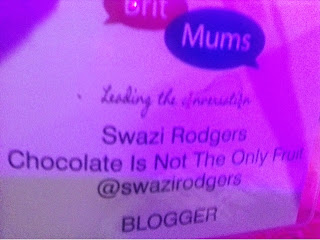 Brit
Mums
Leading the conversation
Swazi Rodgers
Chocolate Is Not The Only Fruit
@swazirodgers
BLOGGER